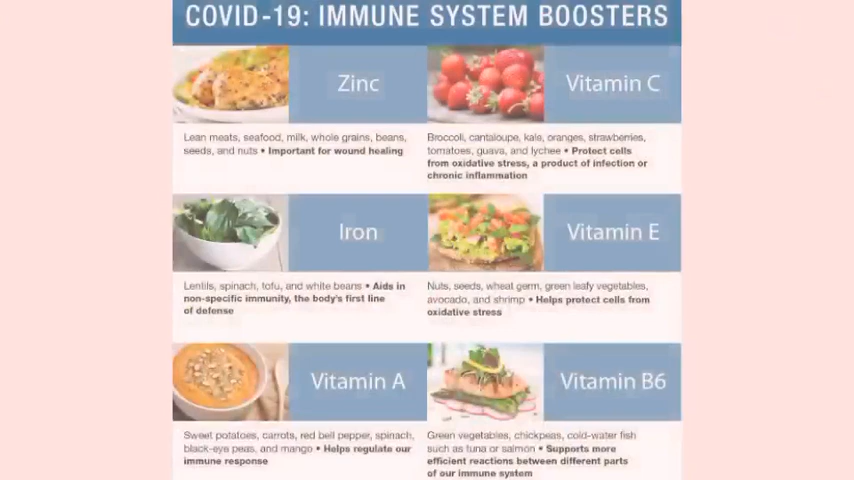 COVID-19: IMMUNE SYSTEM BOOSTERS
Zinc
Lean meats, seafood, milk, whole grains, beans,
seeds, and nuts • Important for wound healing
Vitamin C
Broccoli, cantaloupe, kale, oranges, strawberries,
tomatoes, guava, and lychee • Protect cells
from oxidative stress, a product of infection or
chronic inflammation
Iron
Lentils, spinach, tofu, and white beans • Aids in
non-specific immunity, the body's first line
of defense
Vitamin E
Nuts, seeds, wheat germ, green leafy vegetables,
avocado, and shrimp • Helps protect cells from
oxidative stress
Vitamin A
Sweet potatoes, carrots, red bell pepper, spinach,
black-eye peas, and mango • Helps regulate our
immune response
Vitamin B6
Green vegetables, chickpeas, cold-water fish
such as tuna or salmon • Supports more
efficient reactions between different parts
of our immune system